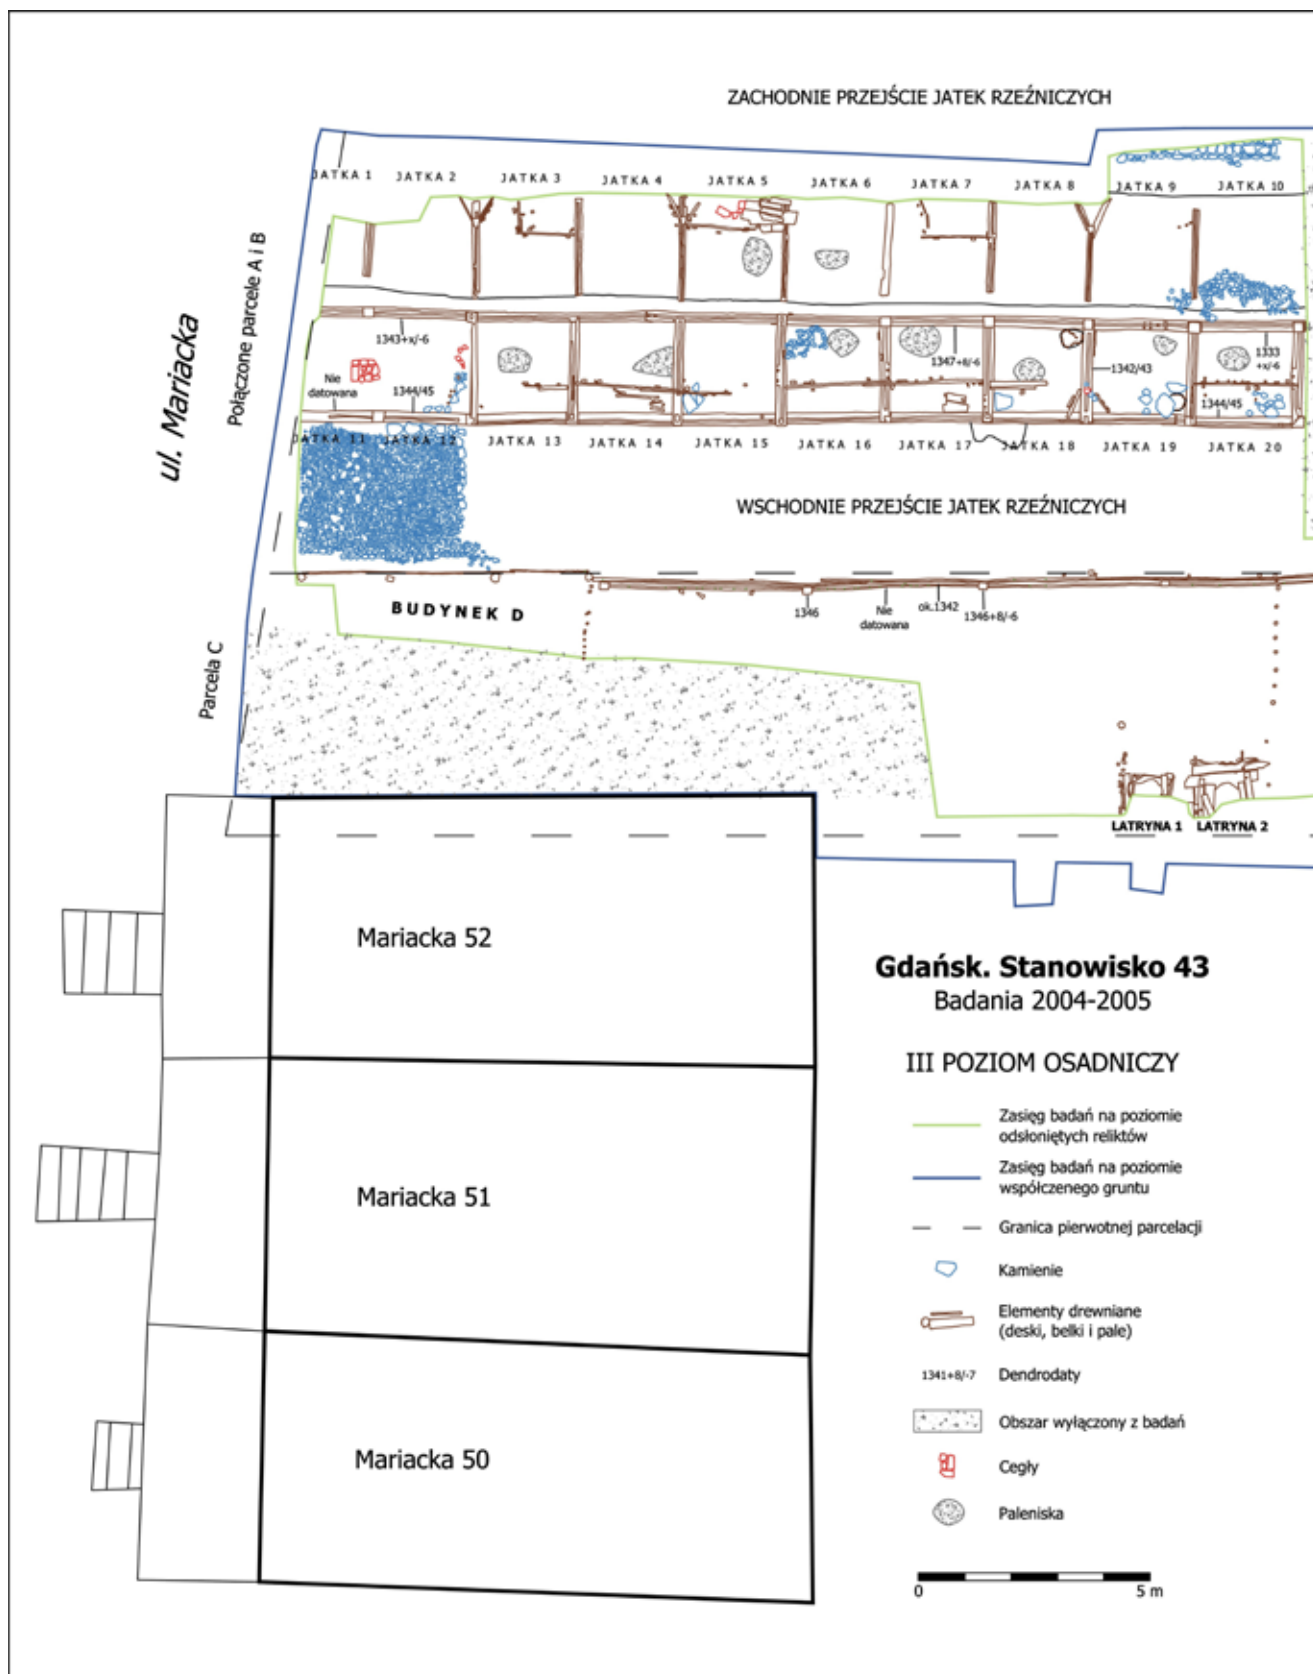 ZACHODNIE PRZEJŚCIE JATEK RZEŹNICZYCH
JATKA 1
JATKA 2
JATKA 3
JATKA 4
JATKA 5
JATKA 6
JATKA 7
JATKA 8
JATKA 9
JATKA 10
Połączone parcele A i B
ul. Mariacka
1343+x/-6
Nie
datowana
1344/45
1347+8/-6
1342/43
1333
+x/-6
1344/45
JATKA 11
JATKA 12
JATKA 13
JATKA 14
JATKA 15
JATKA 16
JATKA 17
JATKA 18
JATKA 19
JATKA 20
WSCHODNIE PRZEJŚCIE JATEK RZEŹNICZYCH
BUDYNEK D
1346
Nie
datowana
ok.1342
1346+8/-6
Parcela C
LATRYNA 1
LATRYNA 2
Mariacka 52
Mariacka 51
Mariacka 50
Gdańsk. Stanowisko 43
Badania 2004-2005
III POZIOM OSADNICZY
Zasięg badań na poziomie
odsłoniętych reliktów
Zasięg badań na poziomie
współczenego gruntu
Granica pierwotnej parcelacji
Kamienie
Elementy drewniane
(deski, belki i pale)
1341+8/-7 Dendrodaty
Obszar wyłączony z badań
Cegły
Paleniska
0 5 m